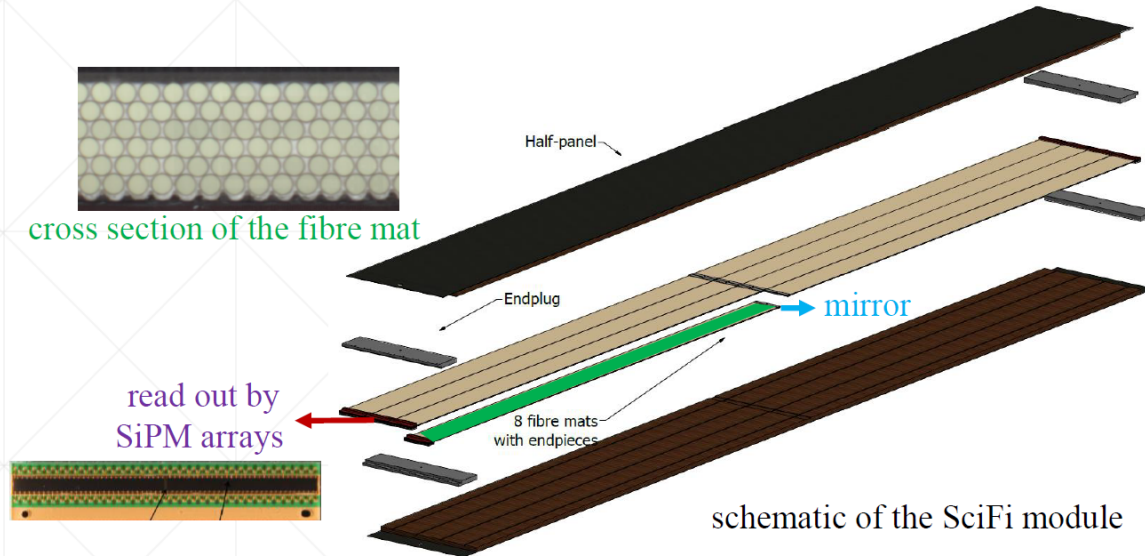 Half-panel
cross section of the fibre mat
Endplug
mirror
read out by
SiPM arrays
8 fibre mats
with endpieces
schematic of the SciFi module